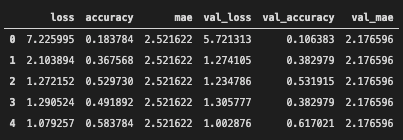 loss accuracy mae val_loss val_accuracy val_mae
0 7.225995 0.183784 2.521622 5.721313 0.106383 2.176596
1 2.103894 0.367568 2.521622 1.274105 0.382979 2.176596
2 1.272152 0.529730 2.521622 1.234786 0.531915 2.176596
3 1.290524 0.491892 2.521622 1.305777 0.382979 2.176596
4 1.079257 0.583784 2.521622 1.002876 0.617021 2.176596